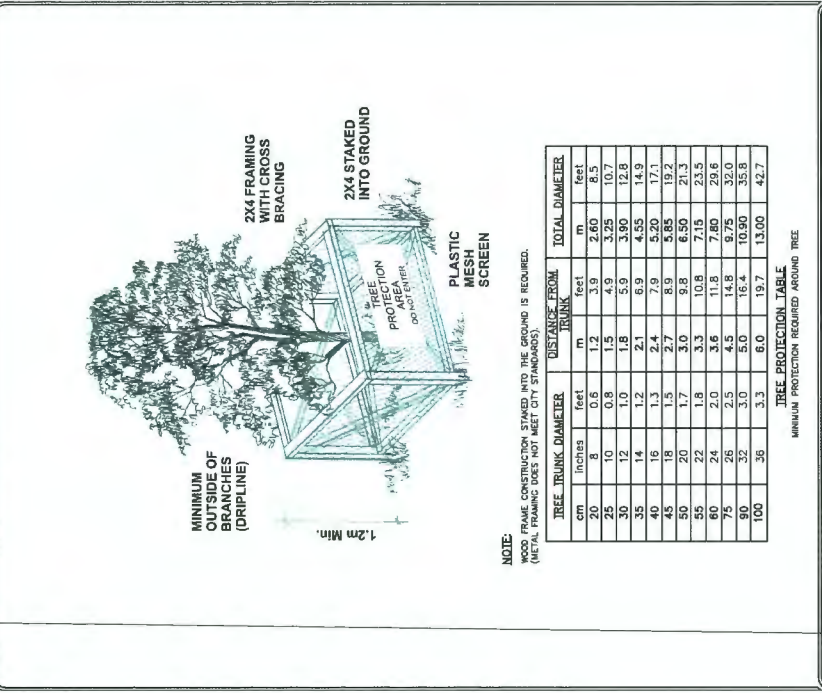 MINIMUM
OUTSIDE OF
BRANCHES
(DRIPLINE)
2X4 FRAMING
WITH CROSS
BRACING
2X4 STAKED
INTO GROUND
1.2m Min.
TREE
PROTECTION
AREA
DO NOT ENTER
PLASTIC
MESH
SCREEN
NOTE:
WOOD FRAME CONSTRUCTION STAKED INTO THE GROUND IS REQUIRED.
(METAL FRAMING DOES NOT MEET CITY STANDARDS).
TREE TRUNK DIAMETER DISTANCE FROM TRUNK TOTAL DIAMETER
cm inches feet m feet m feet
20 8 0.6 1.2 3.9 2.60 8.5
25 10 0.8 1.5 4.9 3.25 10.7
30 12 1.0 1.8 5.9 3.90 12.8
35 14 1.2 2.1 6.9 4.55 14.9
40 16 1.3 2.4 7.9 5.20 17.1
45 18 1.5 2.7 8.9 5.85 19.2
50 20 1.7 3.0 9.8 6.50 21.3
55 22 1.8 3.3 10.8 7.15 23.5
60 24 2.0 3.6 11.8 7.80 29.6
75 26 2.5 4.5 14.8 9.75 32.0
90 32 3.0 5.0 16.4 10.90 35.8
100 36 3.3 6.0 19.7 13.00 42.7
TREE PROTECTION TABLE
MINIMUM PROTECTION REQUIRED AROUND TREE